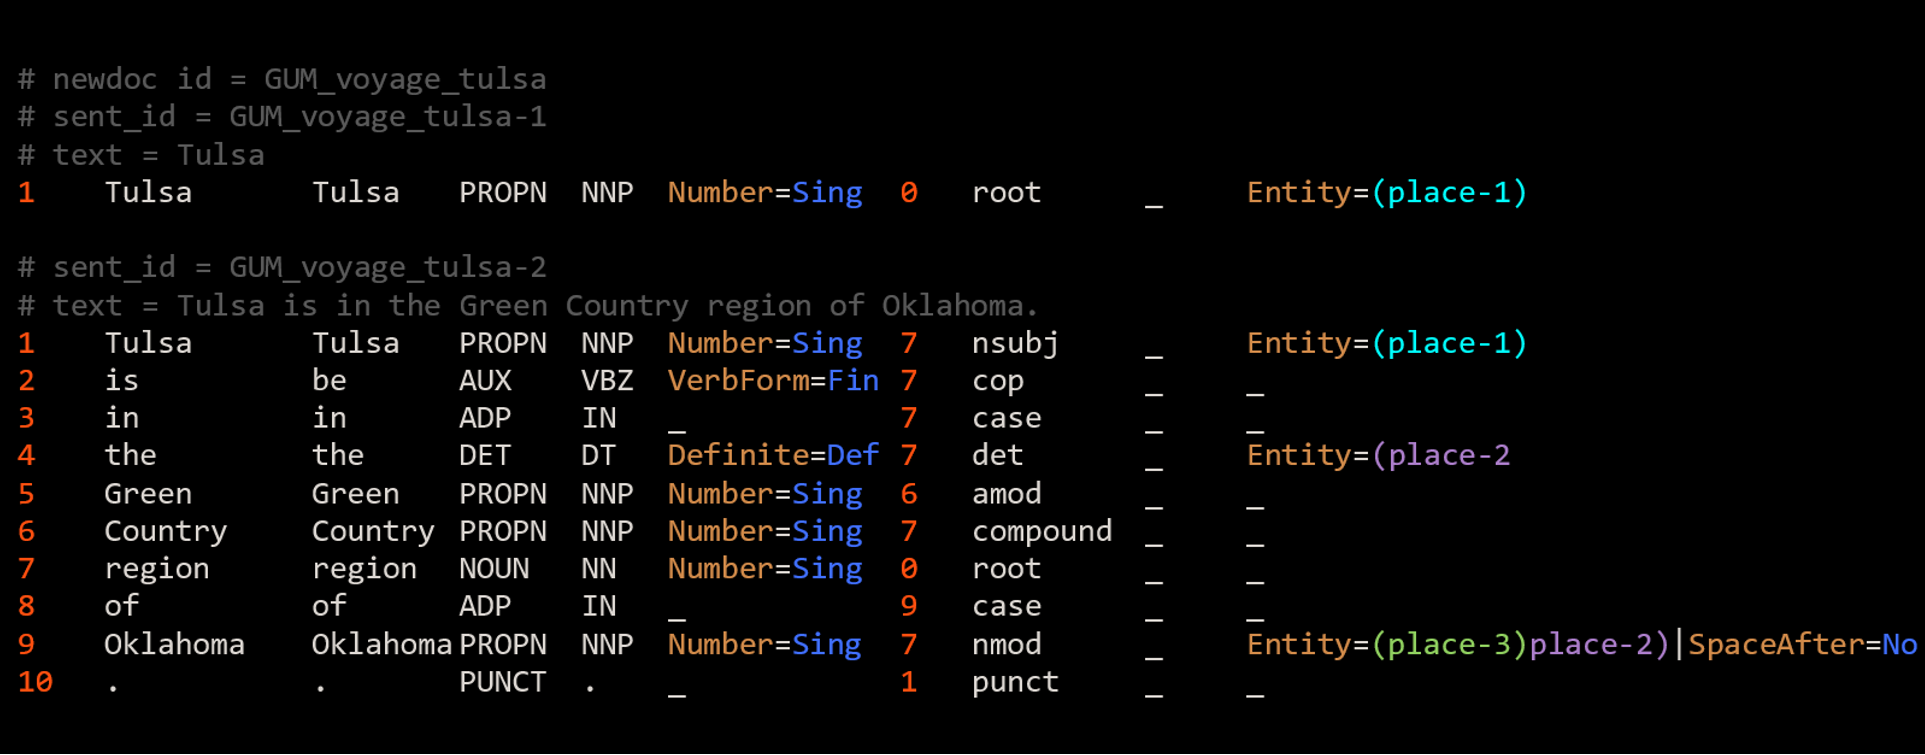 # newdoc id = GUM_voyage_tulsa
# sent_id = GUM_voyage_tulsa-1
# text = Tulsa
1 Tulsa Tulsa PROPN NNP Number=Sing 0 root _ Entity=(place-1)
# sent_id = GUM_voyage_tulsa-2
# text = Tulsa is in the Green Country region of Oklahoma.
1 Tulsa Tulsa PROPN NNP Number=Sing 7 nsubj _ Entity=(place-1)
2 is be AUX VBZ VerbForm=Fin 7 cop _ _
3 in in ADP IN _ 7 case _ _
4 the the DET DT Definite=Def 7 det _ Entity=(place-2
5 Green Green PROPN NNP Number=Sing 6 amod _ _
6 Country Country PROPN NNP Number=Sing 7 compound _ _
7 region region NOUN NN Number=Sing 0 root _ _
8 of of ADP IN _ 9 case _ _
9 Oklahoma Oklahoma PROPN NNP Number=Sing 7 nmod _ Entity=(place-3)place-2)|SpaceAfter=No
10 . . PUNCT . _ 1 punct _ _